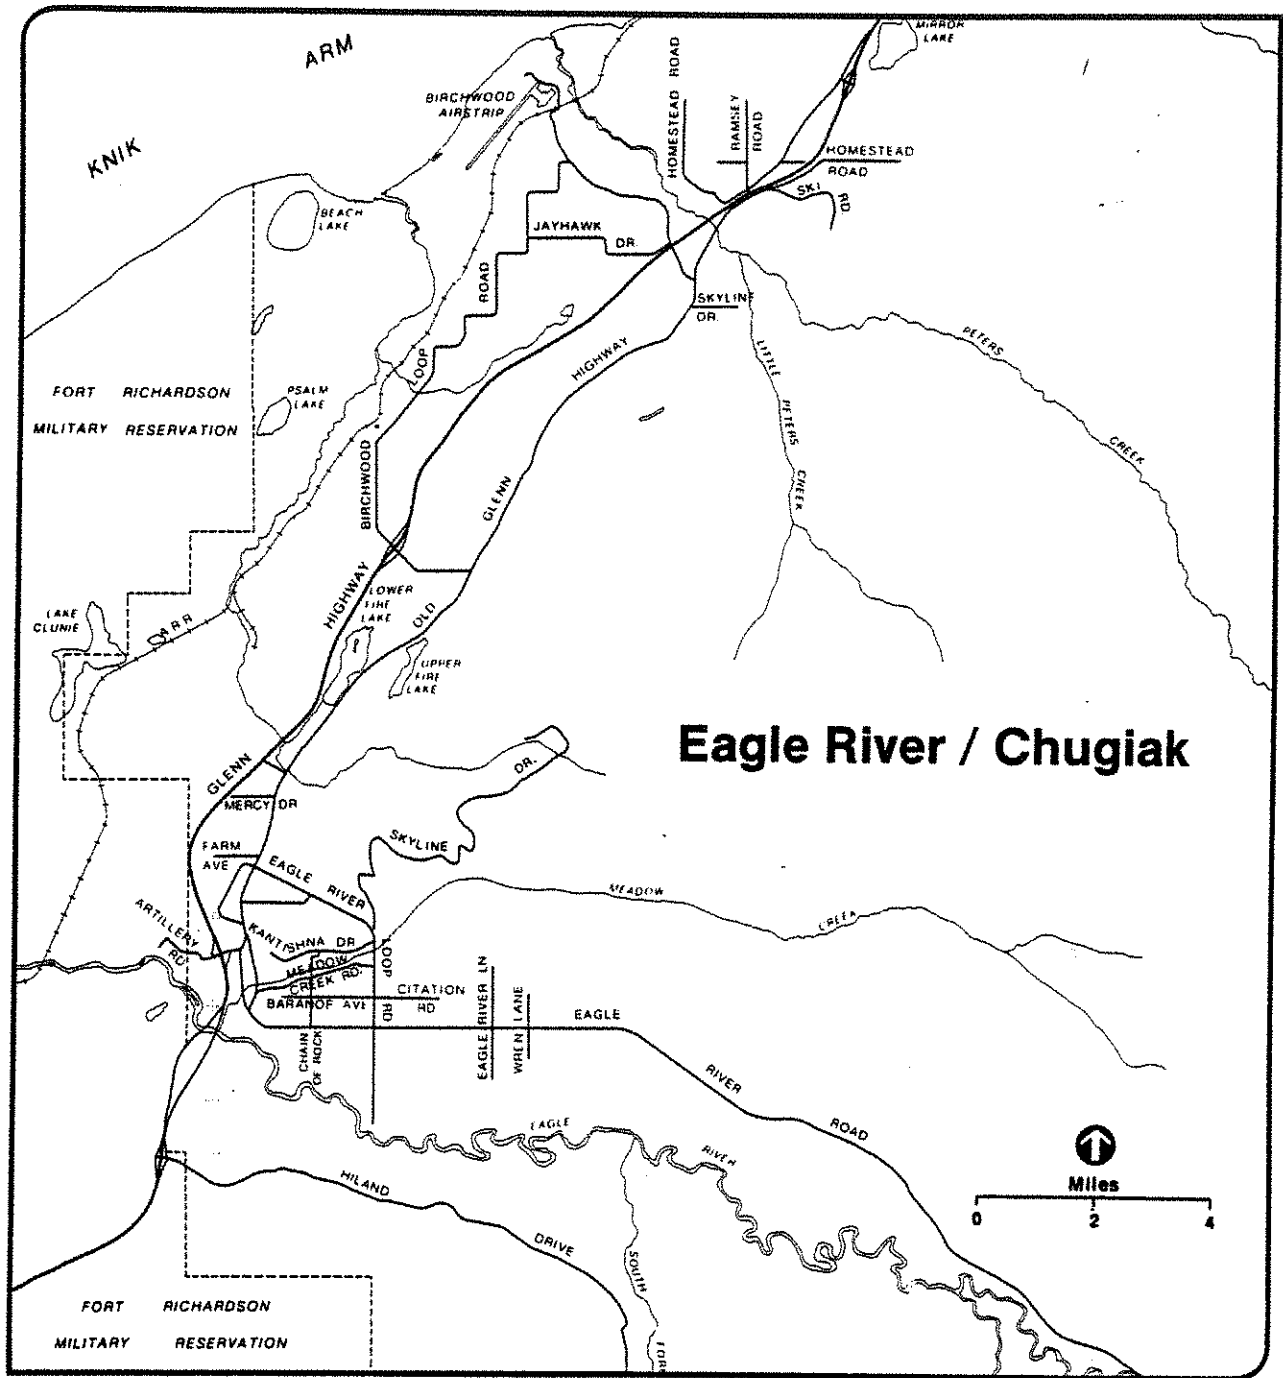 ARM
KNIK
MIRROR
LAKE
BIRCHWOOD
AIRSTRIP
HOMESTEAD ROAD
RAMSEY
ROAD
HOMESTEAD
ROAD
SKI
RD
BEACH
LAKE
JAYHAWK
DR.
ROAD
SKYLINE
DR.
HIGHWAY
PETERS
CREEK
LITTLE
PETERS
CREEK
LOOP
FORT RICHARDSON
MILITARY RESERVATION
PSALM
LAKE
BIRCHWOOD
GLENN
HIGHWAY
LOWER
FIRE
LAKE
OLD
LAKE
CLUNIE
ARR
UPPER
FIRE
LAKE
Eagle River / Chugiak
GLENN
DR.
MERCY DR
SKYLINE
FARM
AVE
EAGLE RIVER
LOOP
RD
MEADOW
CREEK
ARTILLERY
RD
KANTISHNA DR
MEADOW
CREEK RD.
BARANOF AVE
CITATION
RD
EAGLE RIVER LN
WREN LANE
CHAIN
OF ROCK
EAGLE
RIVER
ROAD
EAGLE
RIVER
HILAND
DRIVE
SOUTH
FORK
Miles
0 2 4
FORT RICHARDSON
MILITARY RESERVATION